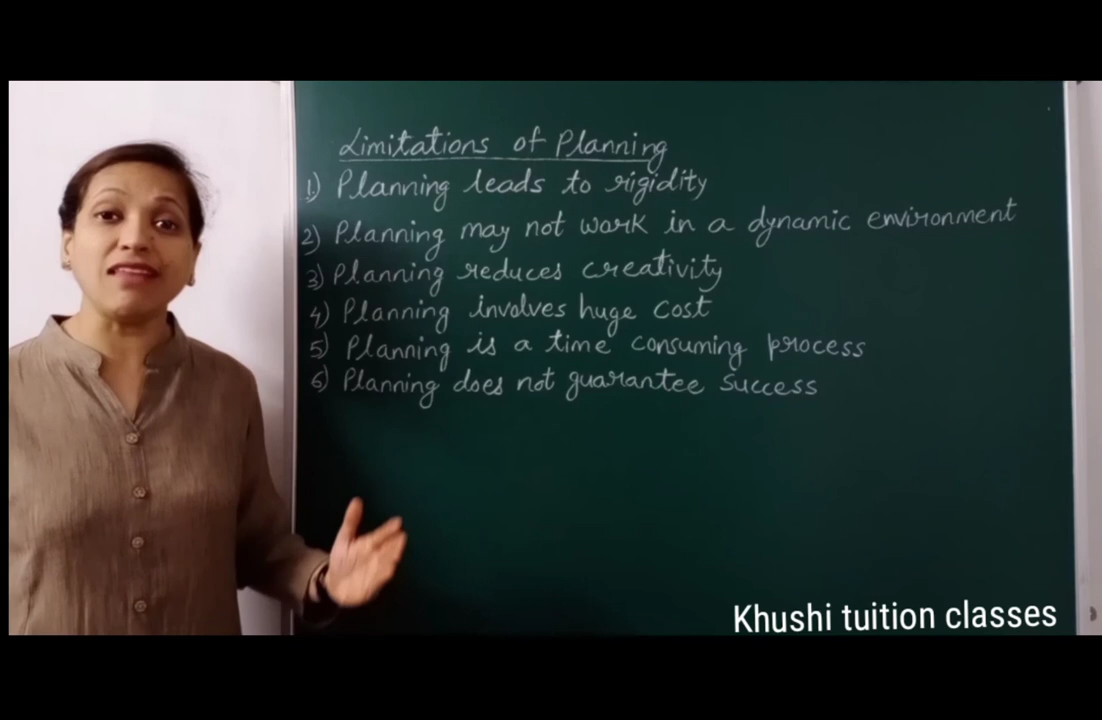 Limitations of Planning
1) Planning leads to rigidity
2) Planning may not work in a dynamic environment
3) Planning reduces creativity
4) Planning involves huge cost
5) Planning is a time consuming process
6) Planning does not guarantee success
Khushi tuition classes